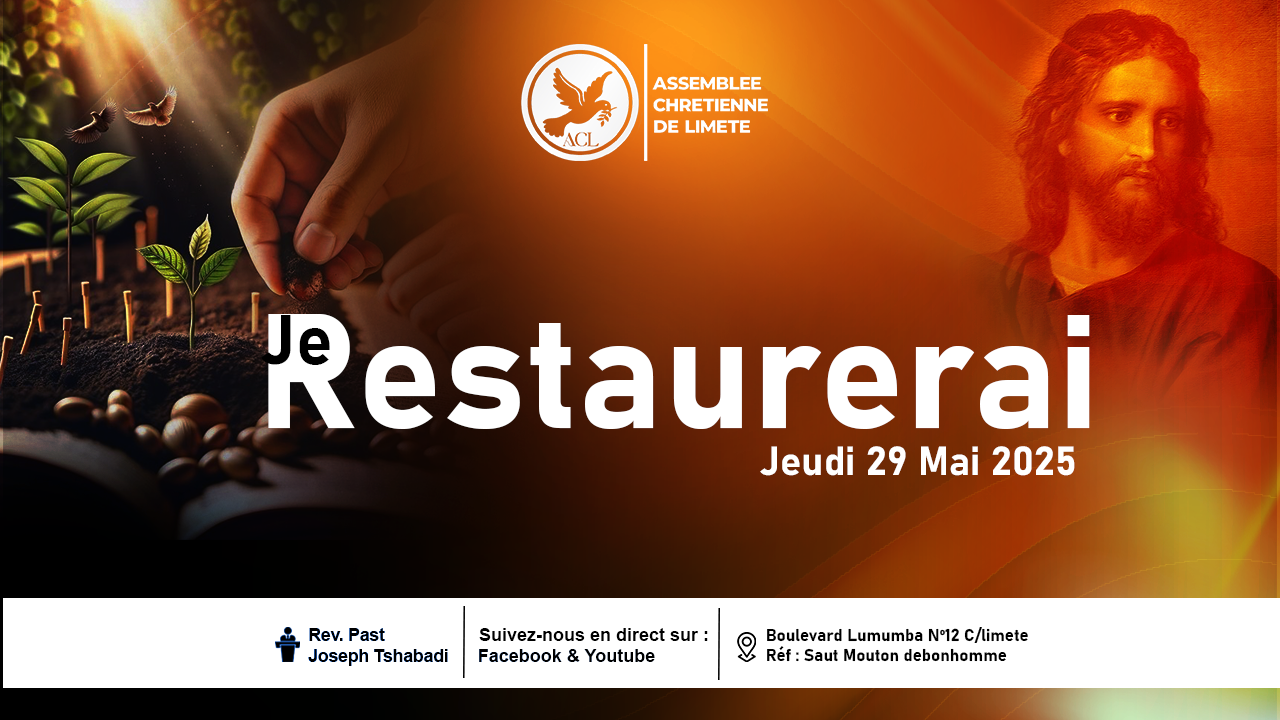 ACL
ASSEMBLEE
CHRETIENNE
DE LIMETE
Je
Restaurerai
Jeudi 29 Mai 2025
Rev. Past
Joseph Tshabadi
Suivez-nous en direct sur :
Facebook & Youtube
Boulevard Lumumba N°12 C/limete
Réf : Saut Mouton debonhomme